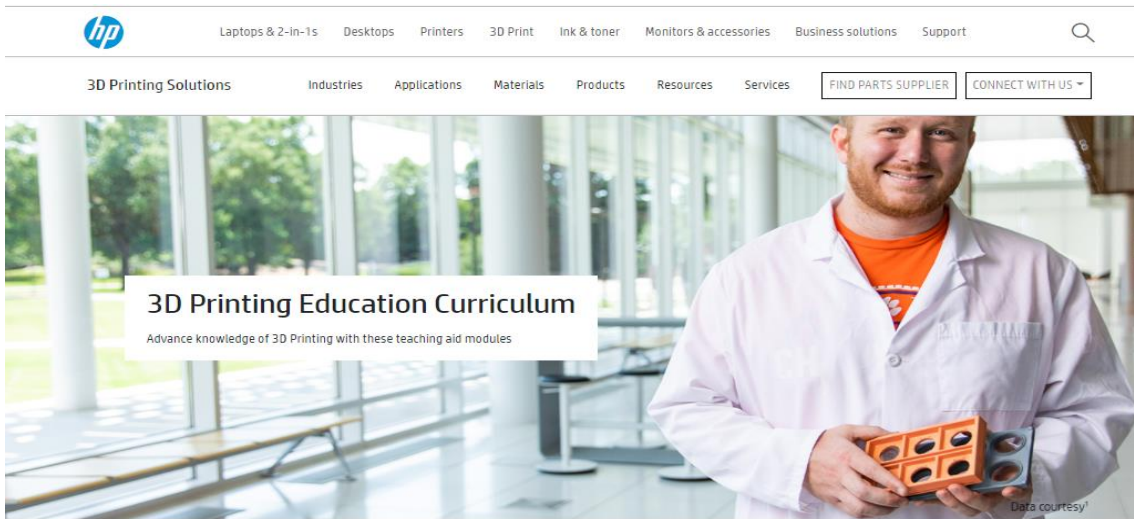 hp
Laptops & 2-in-1s Desktops Printers 3D Print Ink & toner Monitors & accessories Business solutions Support
3D Printing Solutions Industries Applications Materials Products Resources Services FIND PARTS SUPPLIER CONNECT WITH US
3D Printing Education Curriculum
Advance knowledge of 3D Printing with these teaching aid modules
Data courtesy¹